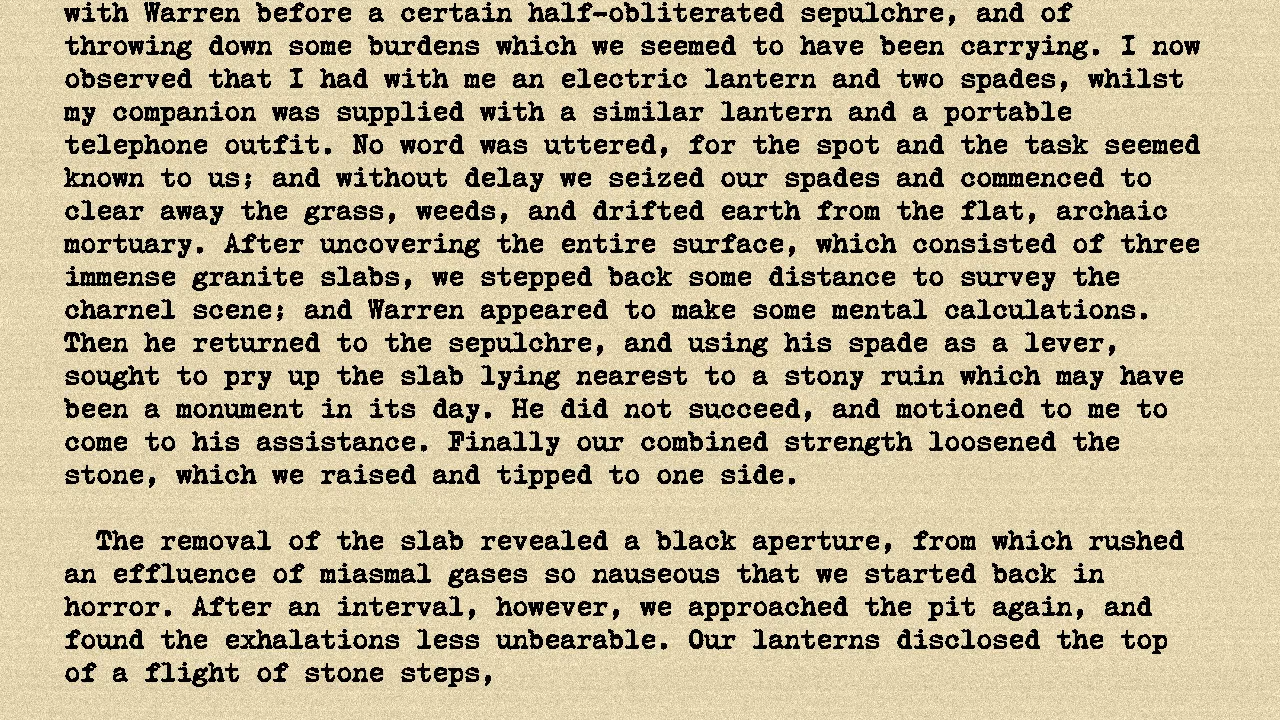 with Warren before a certain half-obliterated sepulchre, and of
throwing down some burdens which we seemed to have been carrying. I now
observed that I had with me an electric lantern and two spades, whilst
my companion was supplied with a similar lantern and a portable
telephone outfit. No word was uttered, for the spot and the task seemed
known to us; and without delay we seized our spades and commenced to
clear away the grass, weeds, and drifted earth from the flat, archaic
mortuary. After uncovering the entire surface, which consisted of three
immense granite slabs, we stepped back some distance to survey the
charnel scene; and Warren appeared to make some mental calculations.
Then he returned to the sepulchre, and using his spade as a lever,
sought to pry up the slab lying nearest to a stony ruin which may have
been a monument in its day. He did not succeed, and motioned to me to
come to his assistance. Finally our combined strength loosened the
stone, which we raised and tipped to one side.

The removal of the slab revealed a black aperture, from which rushed
an effluence of miasmal gases so nauseous that we started back in
horror. After an interval, however, we approached the pit again, and
found the exhalations less unbearable. Our lanterns disclosed the top
of a flight of stone steps,